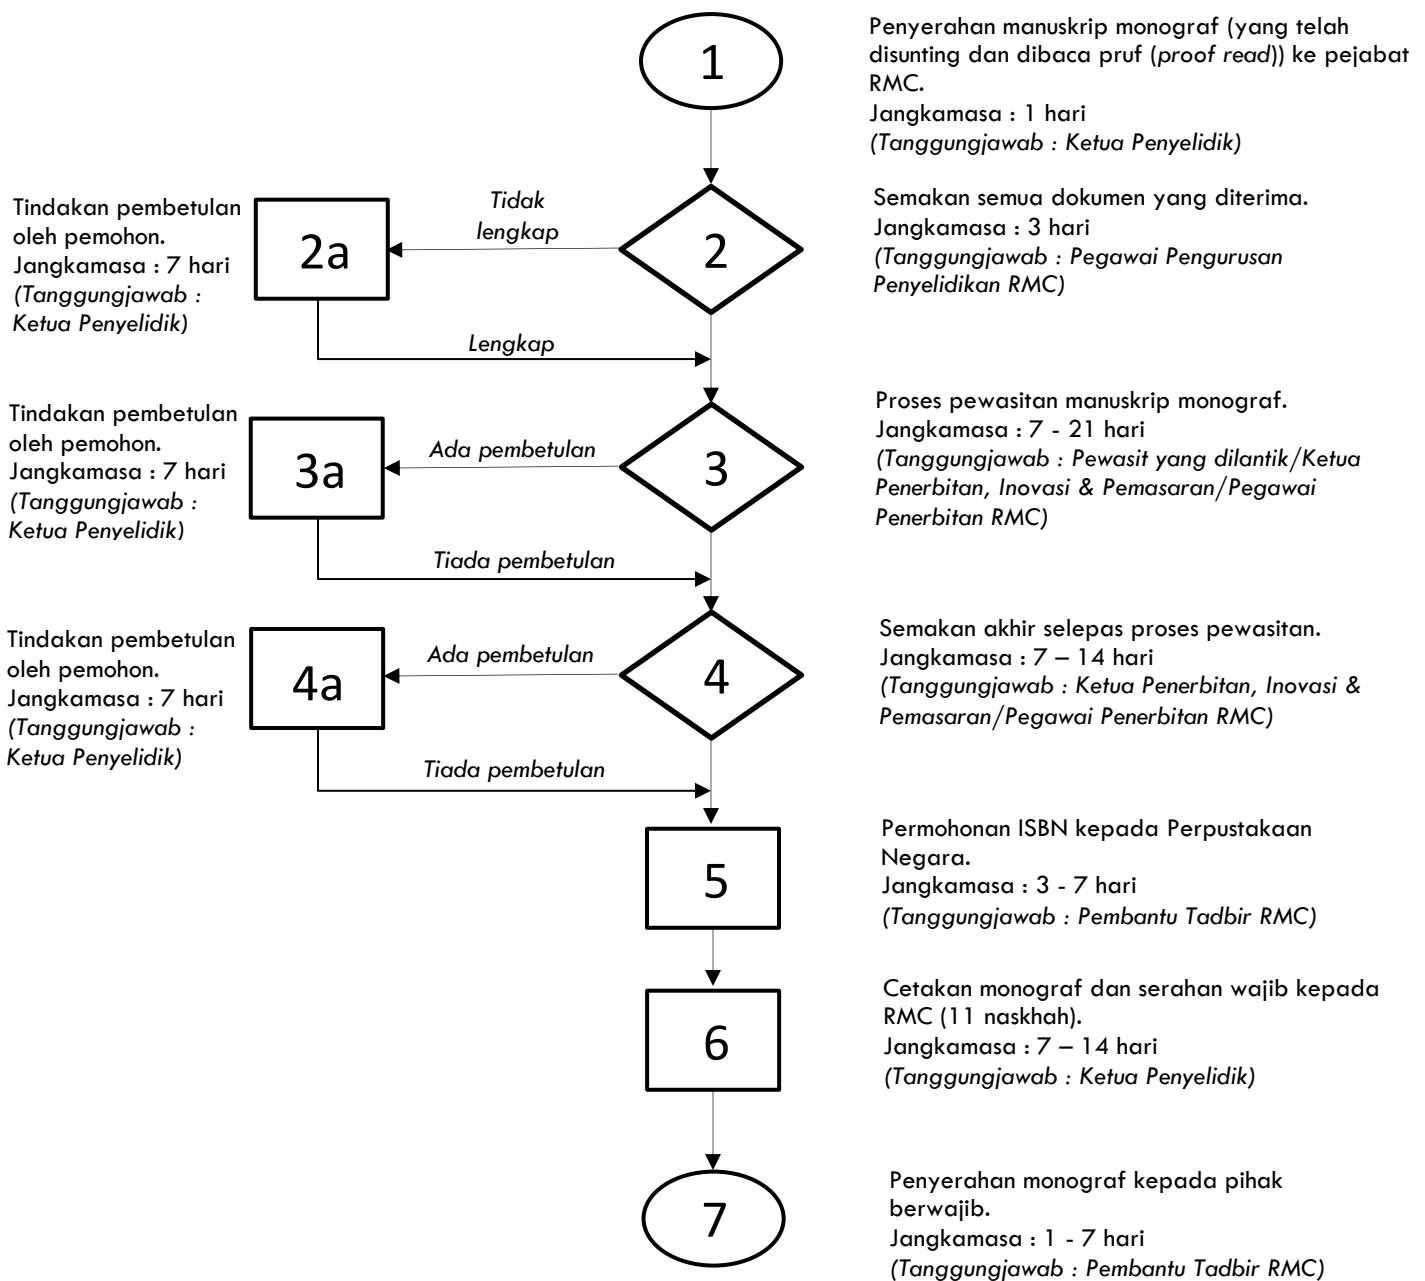 1
Penyerahan manuskrip monograf (yang telah
disunting dan dibaca pruf (proof read)) ke pejabat
RMC.
Jangkamasa : 1 hari
(Tanggungjawab : Ketua Penyelidik)
Tindakan pembetulan
oleh pemohon.
Jangkamasa : 7 hari
(Tanggungjawab :
Ketua Penyelidik)
2a
Tidak
lengkap
2
Semakan semua dokumen yang diterima.
Jangkamasa : 3 hari
(Tanggungjawab : Pegawai Pengurusan
Penyelidikan RMC)
Lengkap
Tindakan pembetulan
oleh pemohon.
Jangkamasa : 7 hari
(Tanggungjawab :
Ketua Penyelidik)
3a
Ada pembetulan
3
Proses pewasitan manuskrip monograf.
Jangkamasa : 7 - 21 hari
(Tanggungjawab : Pewasit yang dilantik/Ketua
Penerbitan, Inovasi & Pemasaran/Pegawai
Penerbitan RMC)
Tiada pembetulan
Tindakan pembetulan
oleh pemohon.
Jangkamasa : 7 hari
(Tanggungjawab :
Ketua Penyelidik)
4a
Ada pembetulan
4
Semakan akhir selepas proses pewasitan.
Jangkamasa : 7 – 14 hari
(Tanggungjawab : Ketua Penerbitan, Inovasi &
Pemasaran/Pegawai Penerbitan RMC)
Tiada pembetulan
5
Permohonan ISBN kepada Perpustakaan
Negara.
Jangkamasa : 3 - 7 hari
(Tanggungjawab : Pembantu Tadbir RMC)
6
Cetakan monograf dan serahan wajib kepada
RMC (11 naskhah).
Jangkamasa : 7 – 14 hari
(Tanggungjawab : Ketua Penyelidik)
7
Penyerahan monograf kepada pihak
berwajib.
Jangkamasa : 1 - 7 hari
(Tanggungjawab : Pembantu Tadbir RMC)